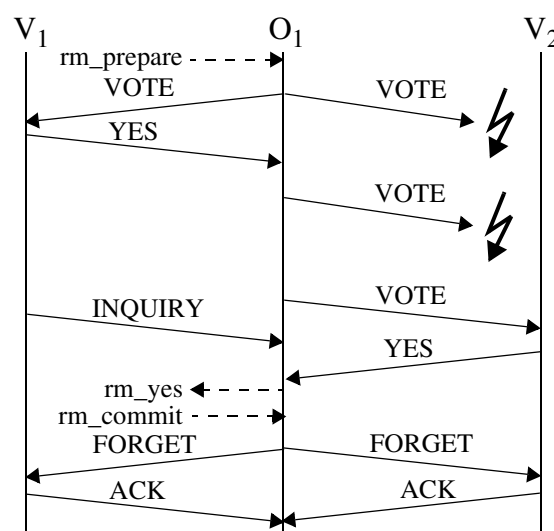 V1 O1 V2
rm_prepare
VOTE VOTE
YES
VOTE
INQUIRY VOTE
YES
rm_yes
rm_commit
FORGET FORGET
ACK ACK